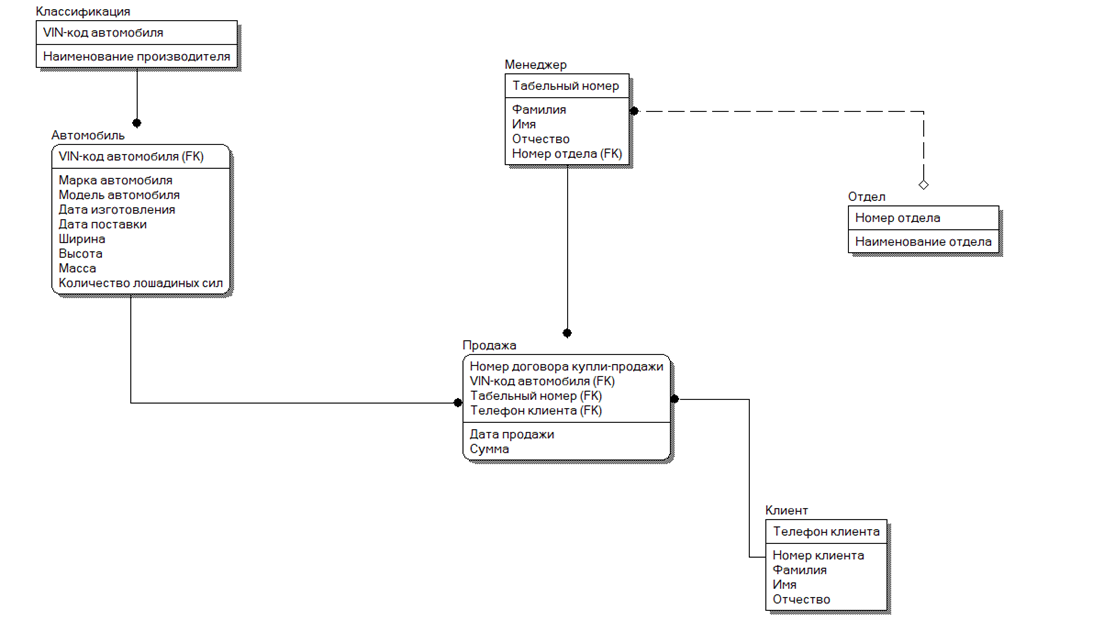 Классификация
VIN-код автомобиля
Наименование производителя
Автомобиль
VIN-код автомобиля (FK)
Марка автомобиля
Модель автомобиля
Дата изготовления
Дата поставки
Ширина
Высота
Масса
Количество лошадиных сил
Менеджер
Табельный номер
Фамилия
Имя
Отчество
Номер отдела (FK)
Отдел
Номер отдела
Наименование отдела
Продажа
Номер договора купли-продажи
VIN-код автомобиля (FK)
Табельный номер (FK)
Телефон клиента (FK)
Дата продажи
Сумма
Клиент
Телефон клиента
Номер клиента
Фамилия
Имя
Отчество